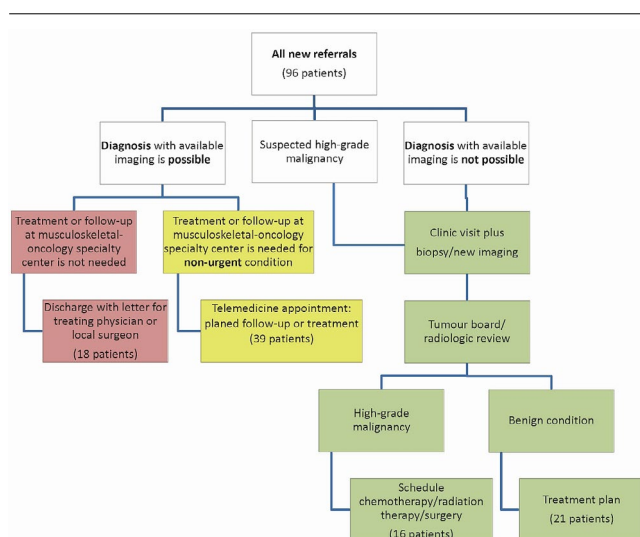 All new referrals
(96 patients)
Diagnosis with available
imaging is possible
Suspected high-grade
malignancy
Diagnosis with available
imaging is not possible
Treatment or follow-up
at musculoskeletal-
oncology specialty
center is not needed
Treatment or follow-up at
musculoskeletal-oncology
specialty center is needed for
non-urgent condition
Clinic visit plus
biopsy/new imaging
Discharge with letter for
treating physician or
local surgeon
(18 patients)
Telemedicine appointment:
planed follow-up or treatment
(39 patients)
Tumour board/
radiologic review
High-grade
malignancy
Benign condition
Schedule
chemotherapy/radiation
therapy/surgery
(16 patients)
Treatment plan
(21 patients)